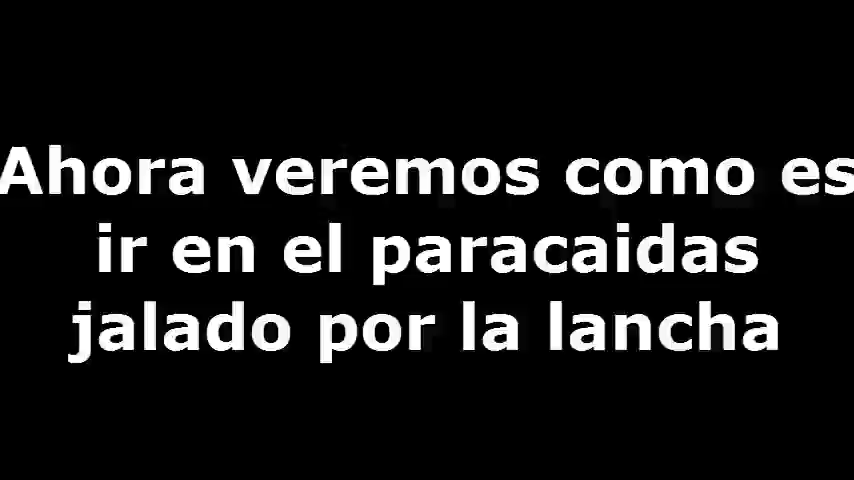 Ahora veremos como es
ir en el paracaidas
jalado por la lancha